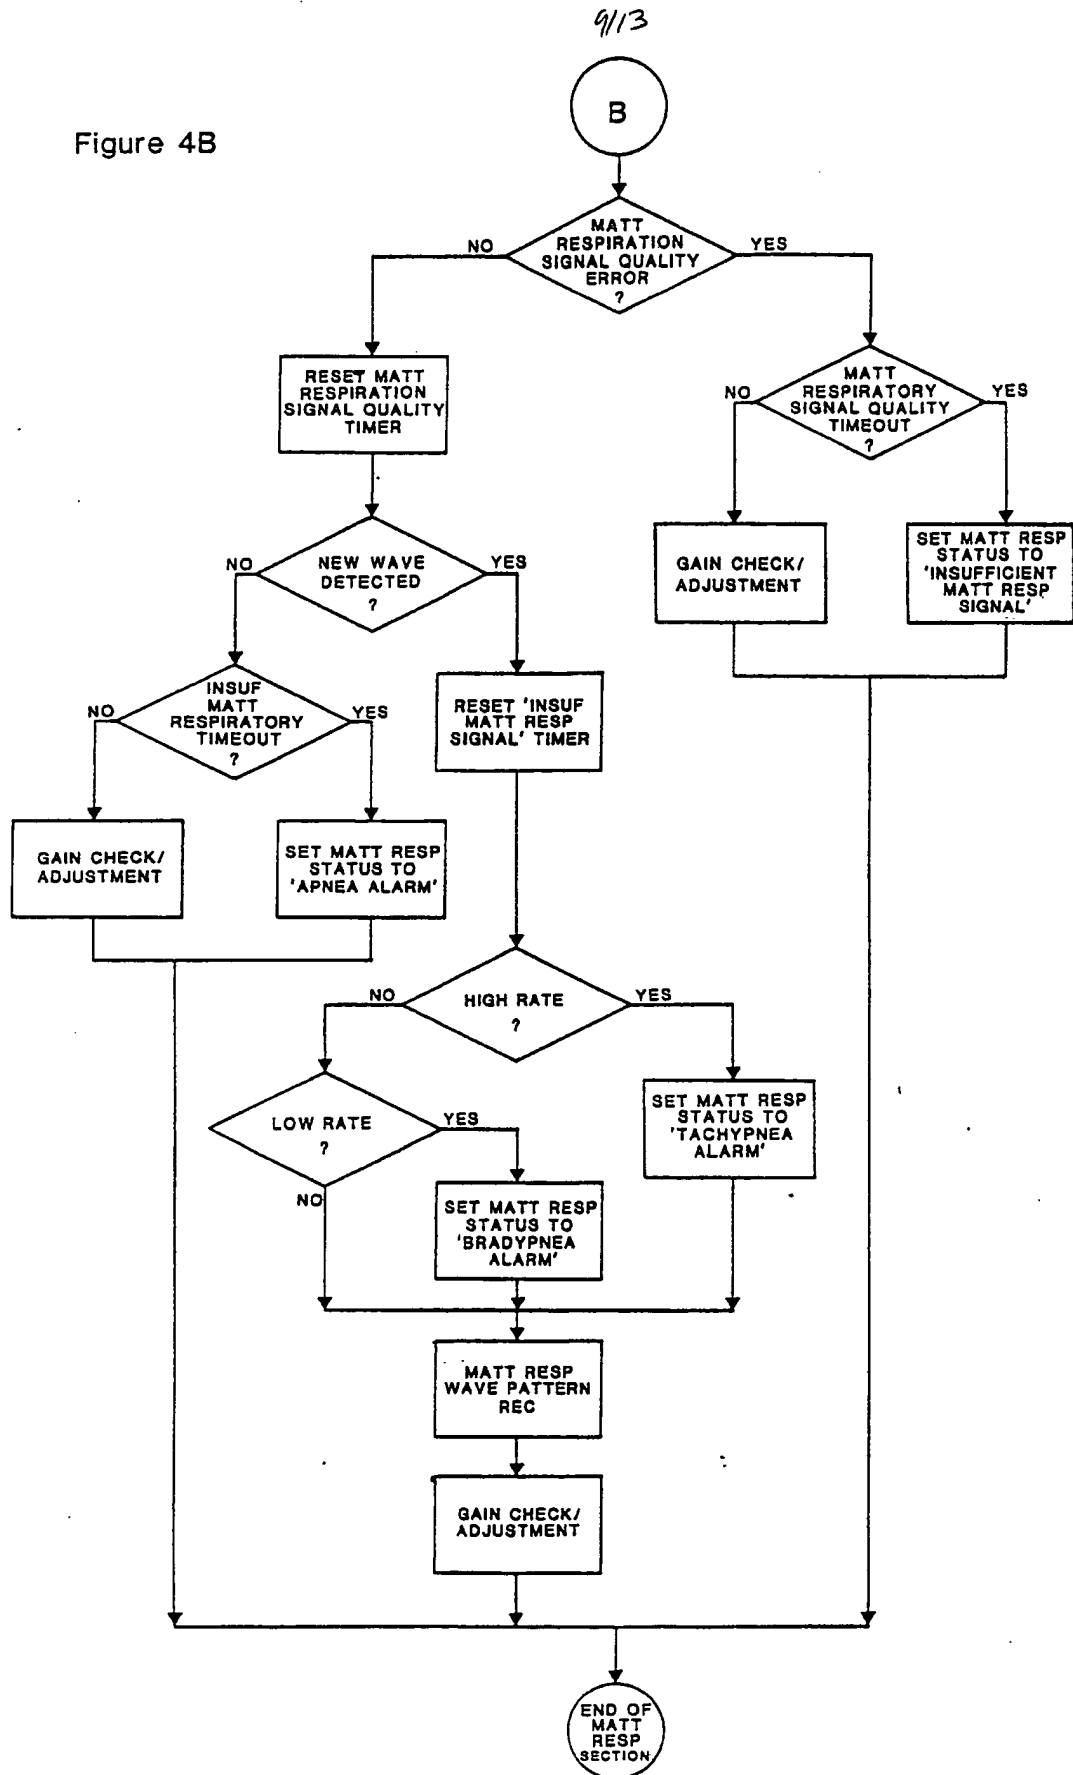 9/13
B
Figure 4B
MATT
RESPIRATION
SIGNAL QUALITY
ERROR
?
NO
YES
RESET MATT
RESPIRATION
SIGNAL QUALITY
TIMER
MATT
RESPIRATORY
SIGNAL QUALITY
TIMEOUT
?
NO
YES
NEW WAVE
DETECTED
?
NO
YES
GAIN CHECK/
ADJUSTMENT
SET MATT RESP
STATUS TO
'INSUFFICIENT
MATT RESP
SIGNAL'
INSUF
MATT
RESPIRATORY
TIMEOUT
?
NO
YES
RESET 'INSUF
MATT RESP
SIGNAL' TIMER
GAIN CHECK/
ADJUSTMENT
SET MATT RESP
STATUS TO
'APNEA ALARM'
HIGH RATE
?
NO
YES
LOW RATE
?
YES
NO
SET MATT RESP
STATUS TO
'TACHYPNEA
ALARM'
SET MATT RESP
STATUS TO
'BRADYPNEA
ALARM'
MATT RESP
WAVE PATTERN
REC
GAIN CHECK/
ADJUSTMENT
END OF
MATT
RESP
SECTION